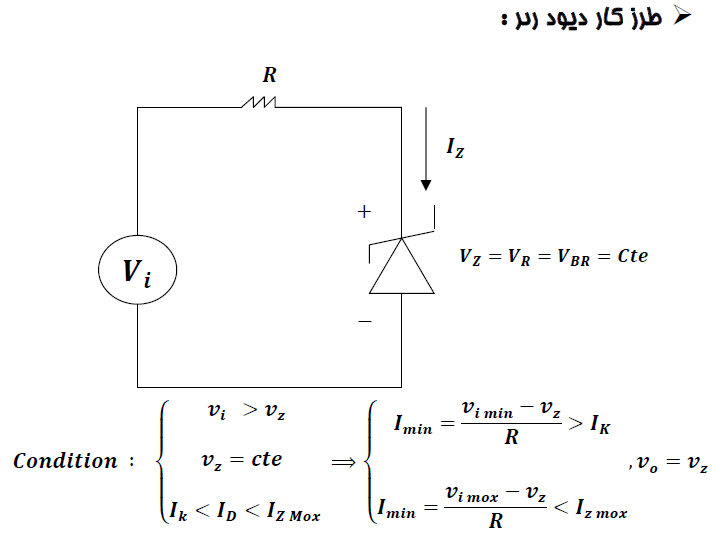 ➢ طرز کار دیود زنر :
R
I_Z
+
V_i
V_Z = V_R = V_BR = Cte
−
Condition : { v_i > v_z
v_z = cte
I_k < I_D < I_Z Mox
⟹ { I_min = (v_i min − v_z) / R > I_K
I_min = (v_i mox − v_z) / R < I_z mox
, v_o = v_z